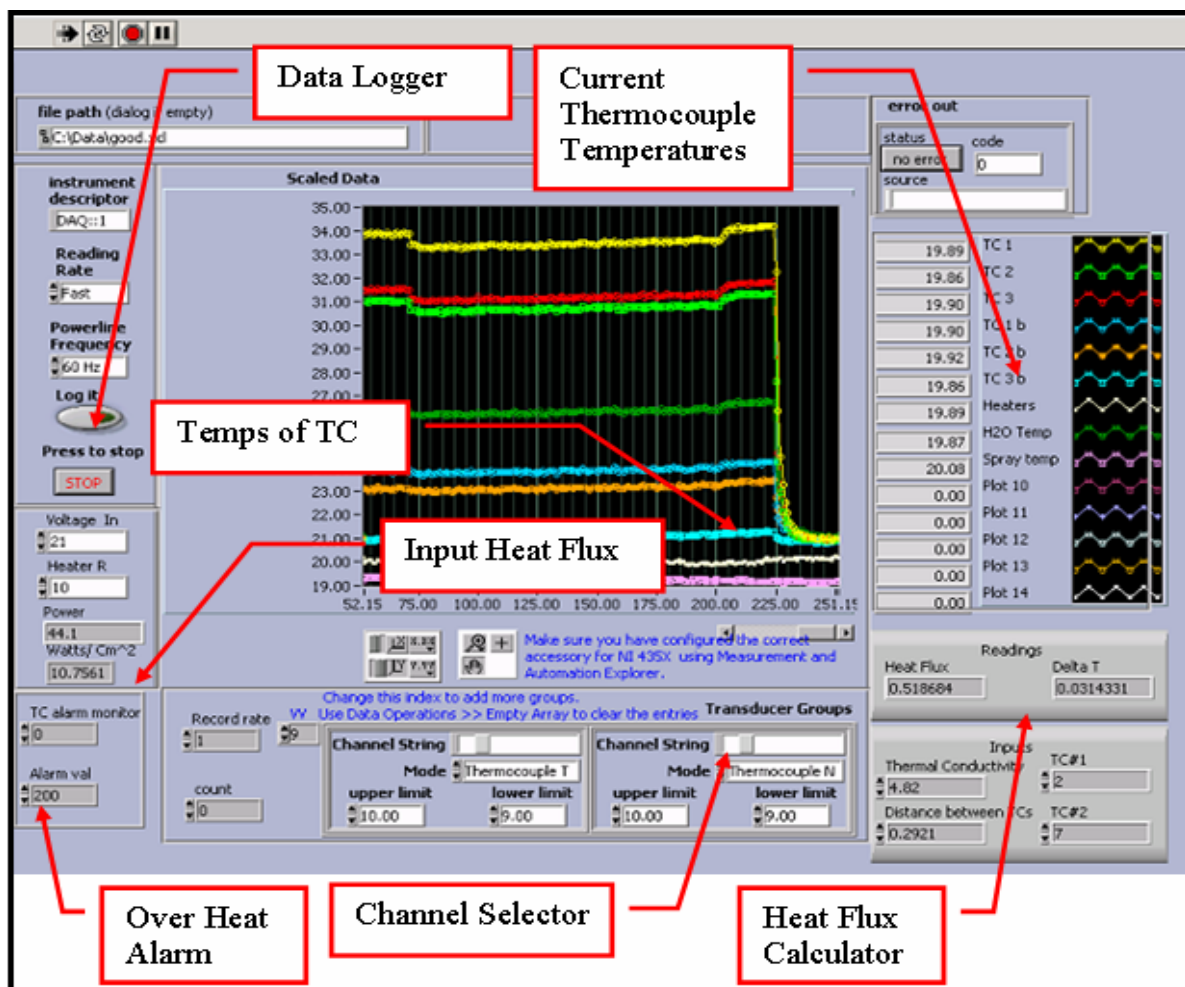 Data Logger
Current
Thermocouple
Temperatures
file path (dialog if empty)
error out
status
code
no error
0
source
instrument
descriptor
DAQ::1
Reading
Rate
Fast
Powerline
Frequency
60 Hz
Log it
Press to stop
STOP
Scaled Data
35.00
34.00
33.00
32.00
31.00
30.00
29.00
28.00
27.00
23.00
22.00
21.00
20.00
19.00
52.15 75.00 100.00 125.00 150.00 175.00 200.00 225.00 251.15
Temps of TC
Input Heat Flux
19.89 TC 1
19.86 TC 2
19.90 TC 3
19.90 TC 1 b
19.92 TC 2 b
19.86 TC 3 b
19.89 Heaters
19.87 H2O Temp
20.08 Spray temp
0.00 Plot 10
0.00 Plot 11
0.00 Plot 12
0.00 Plot 13
0.00 Plot 14
Voltage In
21
Heater R
10
Power
44.1
Watts/ Cm^2
10.7561
Make sure you have configured the correct
accessory for NI 435X using Measurement and
Automation Explorer.
Readings
Heat Flux
Delta T
0.518684
0.0314331
TC alarm monitor
0
Alarm val
200
Record rate
1
count
0
9
Change this index to add more groups.
Use Data Operations >> Empty Array to clear the entries
Transducer Groups
Channel String
Mode Thermocouple T
upper limit lower limit
10.00 9.00
Channel String
Mode Thermocouple N
upper limit lower limit
10.00 9.00
Inputs
Thermal Conductivity TC#1
4.82 2
Distance between TCs TC#2
0.2921 7
Over Heat
Alarm
Channel Selector
Heat Flux
Calculator